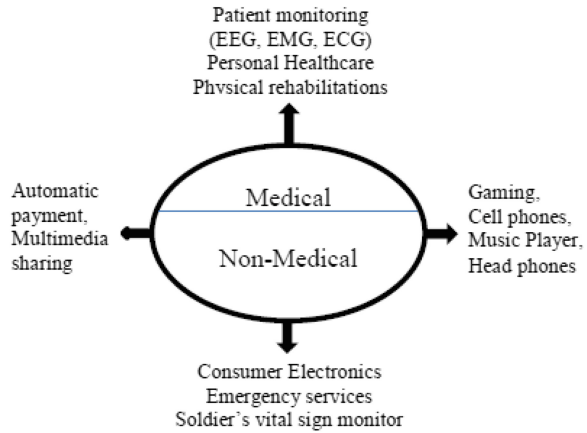 Patient monitoring
(EEG, EMG, ECG)
Personal Healthcare
Physical rehabilitations
Medical
Non-Medical
Automatic
payment,
Multimedia
sharing
Gaming,
Cell phones,
Music Player,
Head phones
Consumer Electronics
Emergency services
Soldier's vital sign monitor